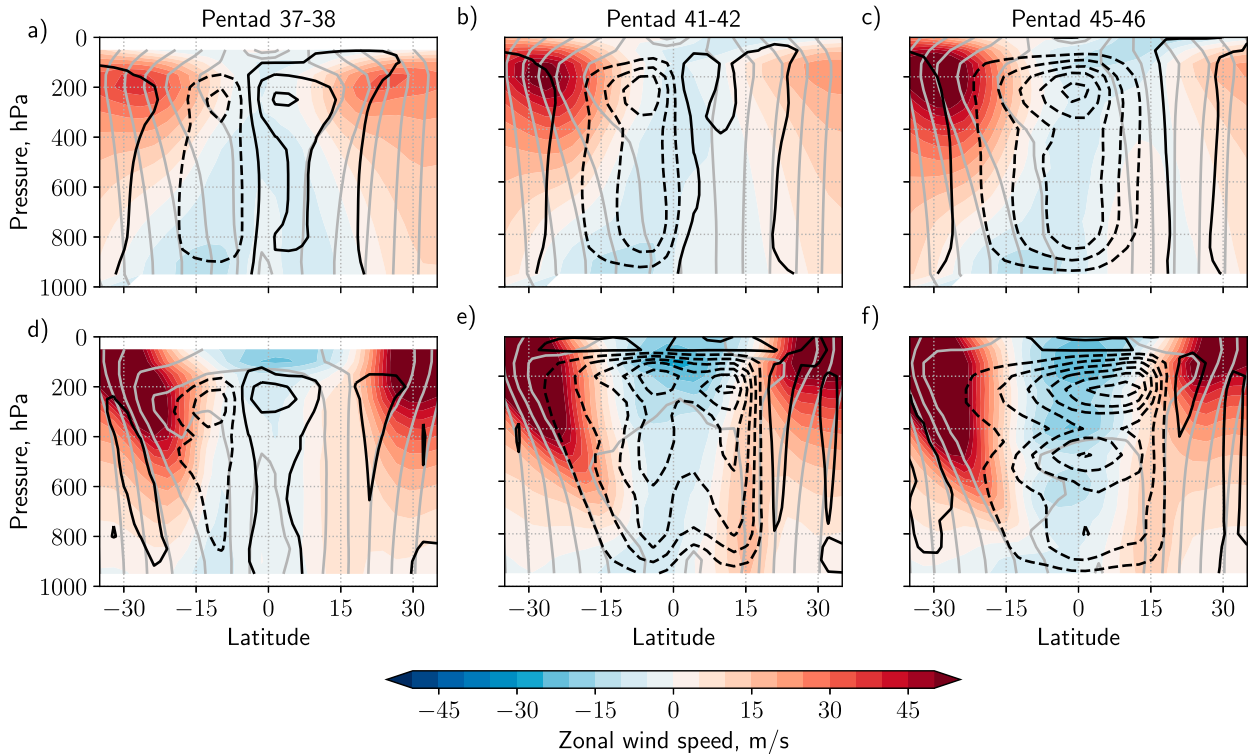 Pentad 37-38
Pentad 41-42
Pentad 45-46
a)
b)
c)
Pressure, hPa
0
200
400
600
800
1000
d)
e)
f)
Pressure, hPa
0
200
400
600
800
1000
−30 −15 0 15 30
−30 −15 0 15 30
−30 −15 0 15 30
Latitude
Latitude
Latitude
−45 −30 −15 0 15 30 45
Zonal wind speed, m/s